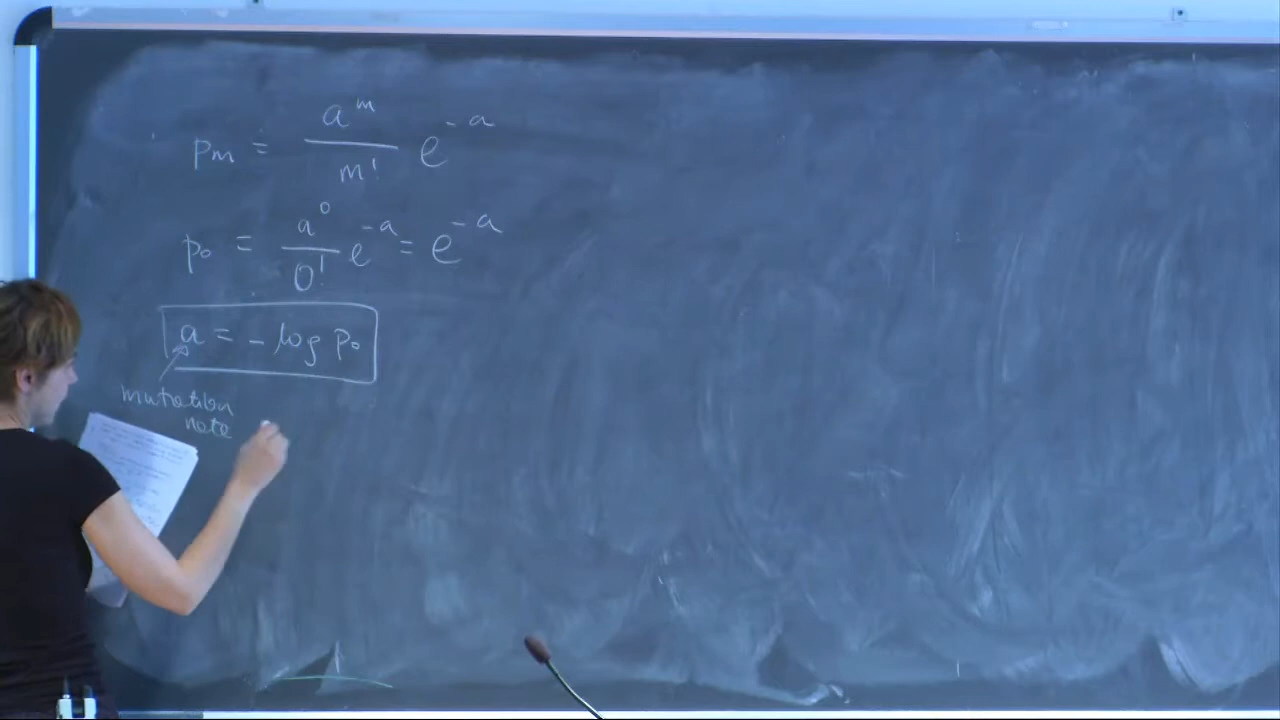 pm = a^m / m! e^-a
p0 = a^0 / 0! e^-a = e^-a
a = - log p0
mutation
rate